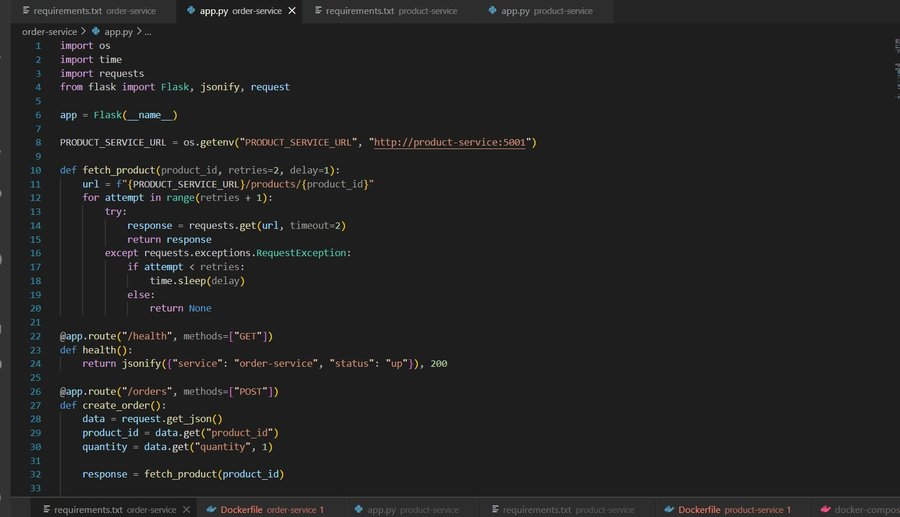 requirements.txt order-service app.py order-service requirements.txt product-service app.py product-service
order-service > app.py > ...
1 import os
2 import time
3 import requests
4 from flask import Flask, jsonify, request
5
6 app = Flask(__name__)
7
8 PRODUCT_SERVICE_URL = os.getenv("PRODUCT_SERVICE_URL", "http://product-service:5001")
9
10 def fetch_product(product_id, retries=2, delay=1):
11     url = f"{PRODUCT_SERVICE_URL}/products/{product_id}"
12     for attempt in range(retries + 1):
13         try:
14             response = requests.get(url, timeout=2)
15             return response
16         except requests.exceptions.RequestException:
17             if attempt < retries:
18                 time.sleep(delay)
19             else:
20                 return None
21
22 @app.route("/health", methods=["GET"])
23 def health():
24     return jsonify({"service": "order-service", "status": "up"}), 200
25
26 @app.route("/orders", methods=["POST"])
27 def create_order():
28     data = request.get_json()
29     product_id = data.get("product_id")
30     quantity = data.get("quantity", 1)
31
32     response = fetch_product(product_id)
33
requirements.txt order-service Dockerfile order-service 1 app.py product-service requirements.txt product-service Dockerfile product-service 1 docker-compos